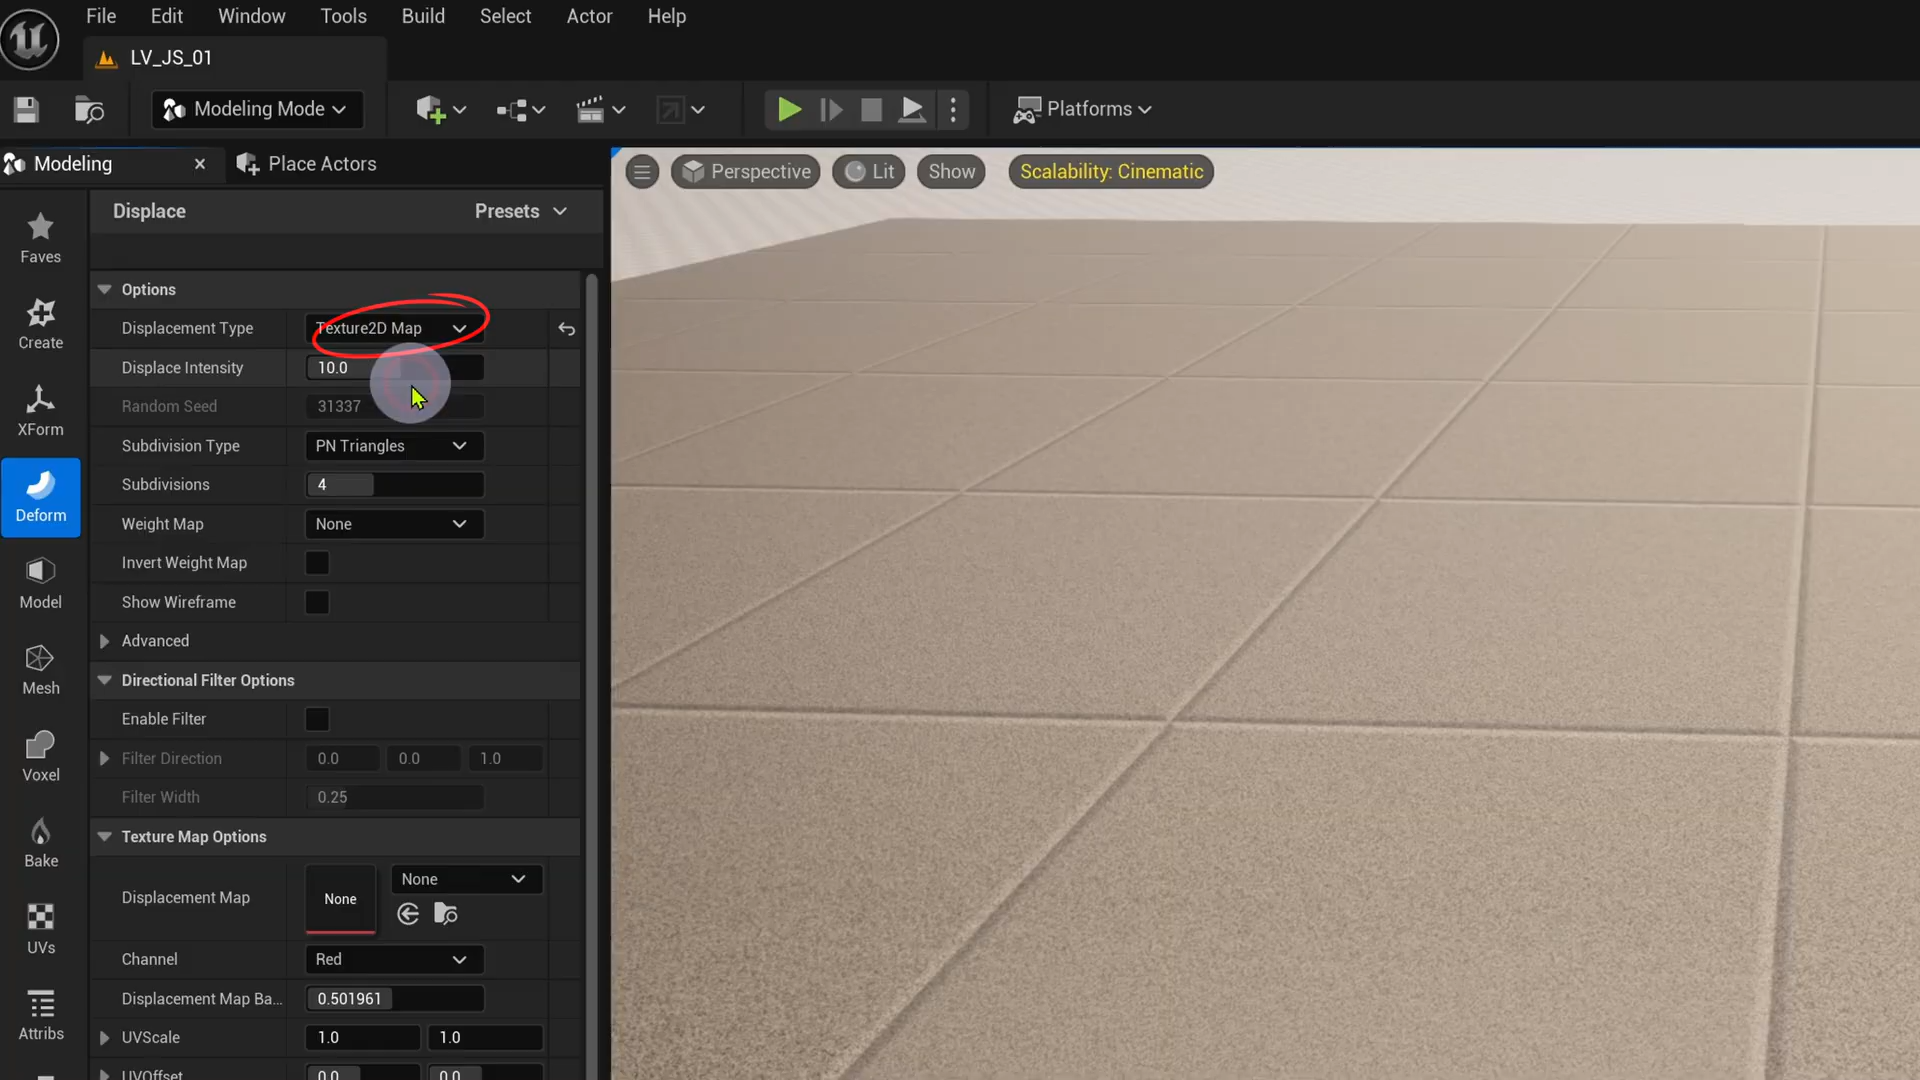 File Edit Window Tools Build Select Actor Help
LV_JS_01
Modeling Mode Platforms
Modeling Place Actors
Perspective Lit Show Scalability: Cinematic
Displace Presets
Faves
Options
Displacement Type Texture2D Map
Create
Displace Intensity 10.0
Random Seed 31337
XForm
Subdivision Type PN Triangles
Subdivisions 4
Deform
Weight Map None
Invert Weight Map
Model
Show Wireframe
Advanced
Directional Filter Options
Mesh
Enable Filter
Filter Direction 0.0 0.0 1.0
Voxel
Filter Width 0.25
Texture Map Options
Bake
Displacement Map None None
UVs
Channel Red
Displacement Map Ba... 0.501961
Attribs
UVScale 1.0 1.0
UVOffset 0.0 0.0